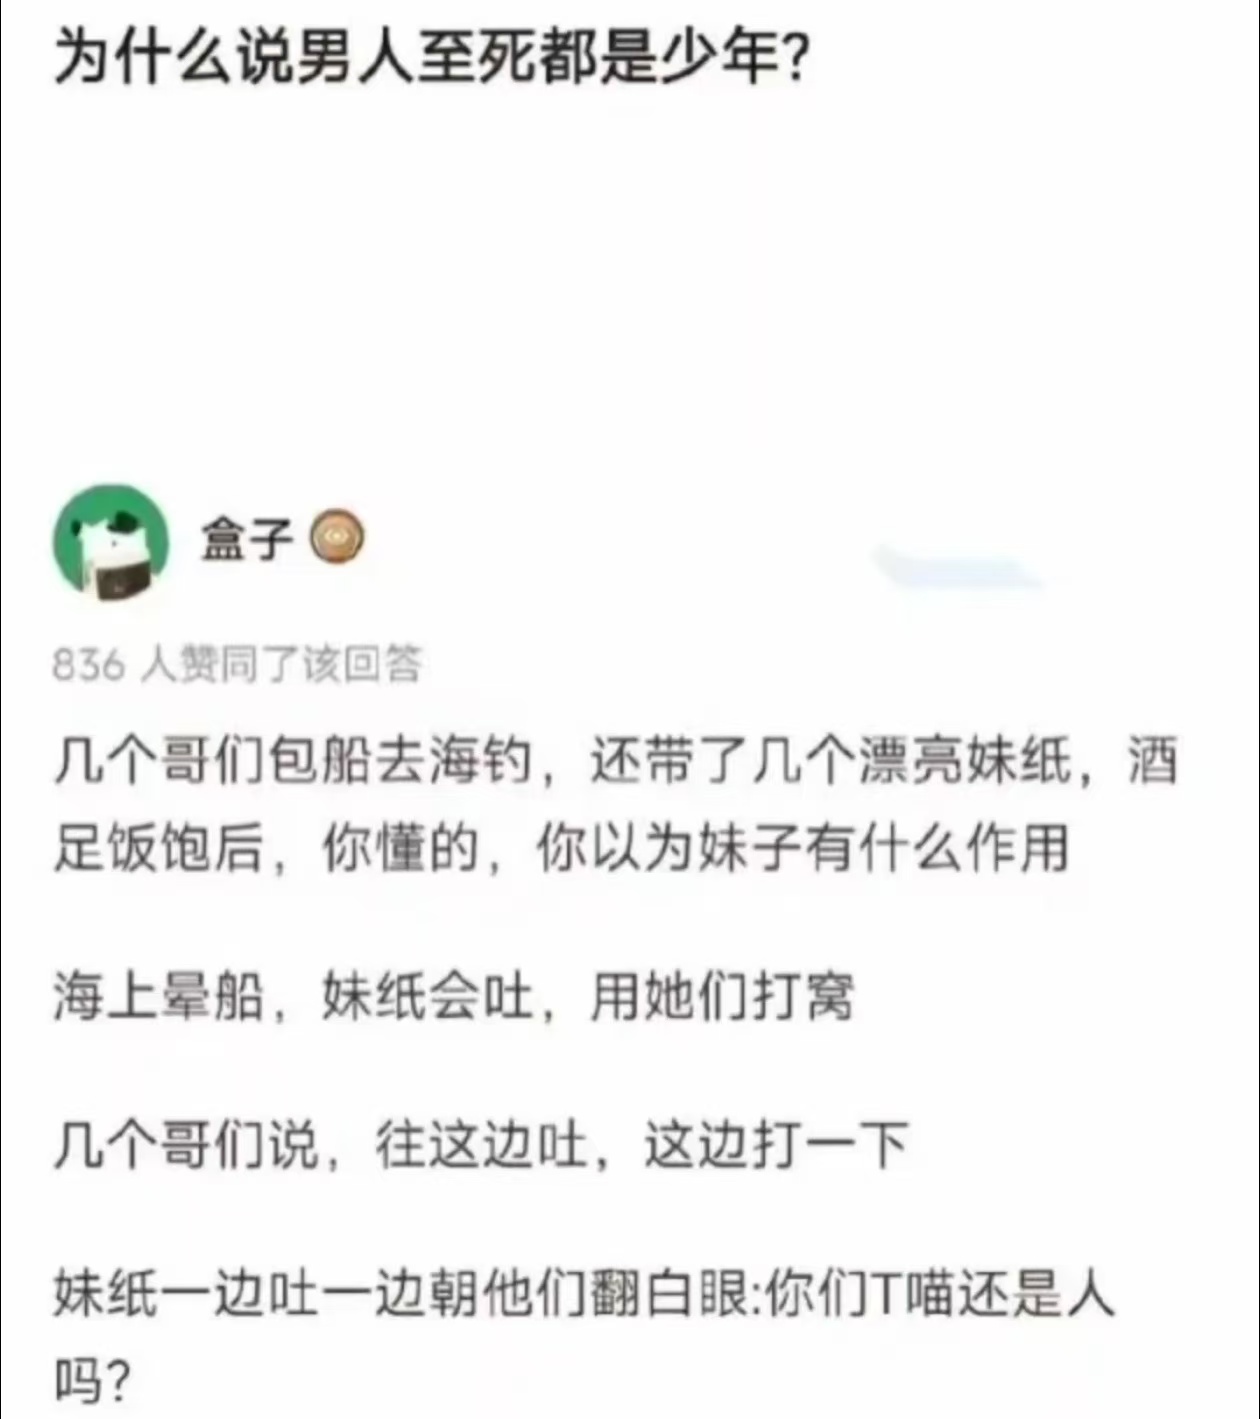 为什么说男人至死都是少年?
盒子
836 人赞同了该回答
几个哥们包船去海钓，还带了几个漂亮妹纸，酒
足饭饱后，你懂的，你以为妹子有什么作用
海上晕船，妹纸会吐，用她们打窝
几个哥们说，往这边吐，这边打一下
妹纸一边吐一边朝他们翻白眼:你们T喵还是人
吗?